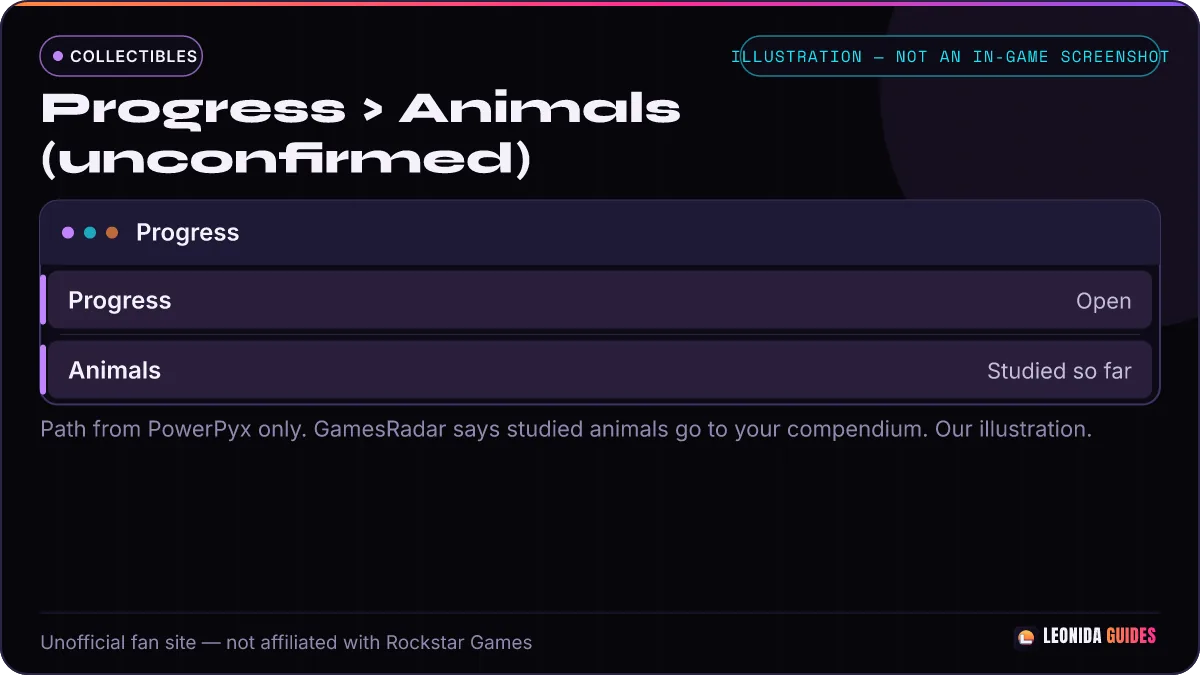 COLLECTIBLES
ILLUSTRATION — NOT AN IN-GAME SCREENSHOT
Progress > Animals
(unconfirmed)
Progress
Progress
Open
Animals
Studied so far
Path from PowerPyx only. GamesRadar says studied animals go to your compendium. Our illustration.
Unofficial fan site — not affiliated with Rockstar Games
LEONIDA GUIDES